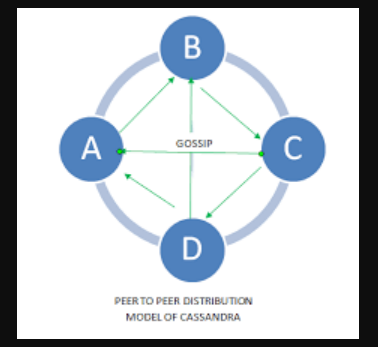 B
A
GOSSIP
C
D
PEER TO PEER DISTRIBUTION
MODEL OF CASSANDRA